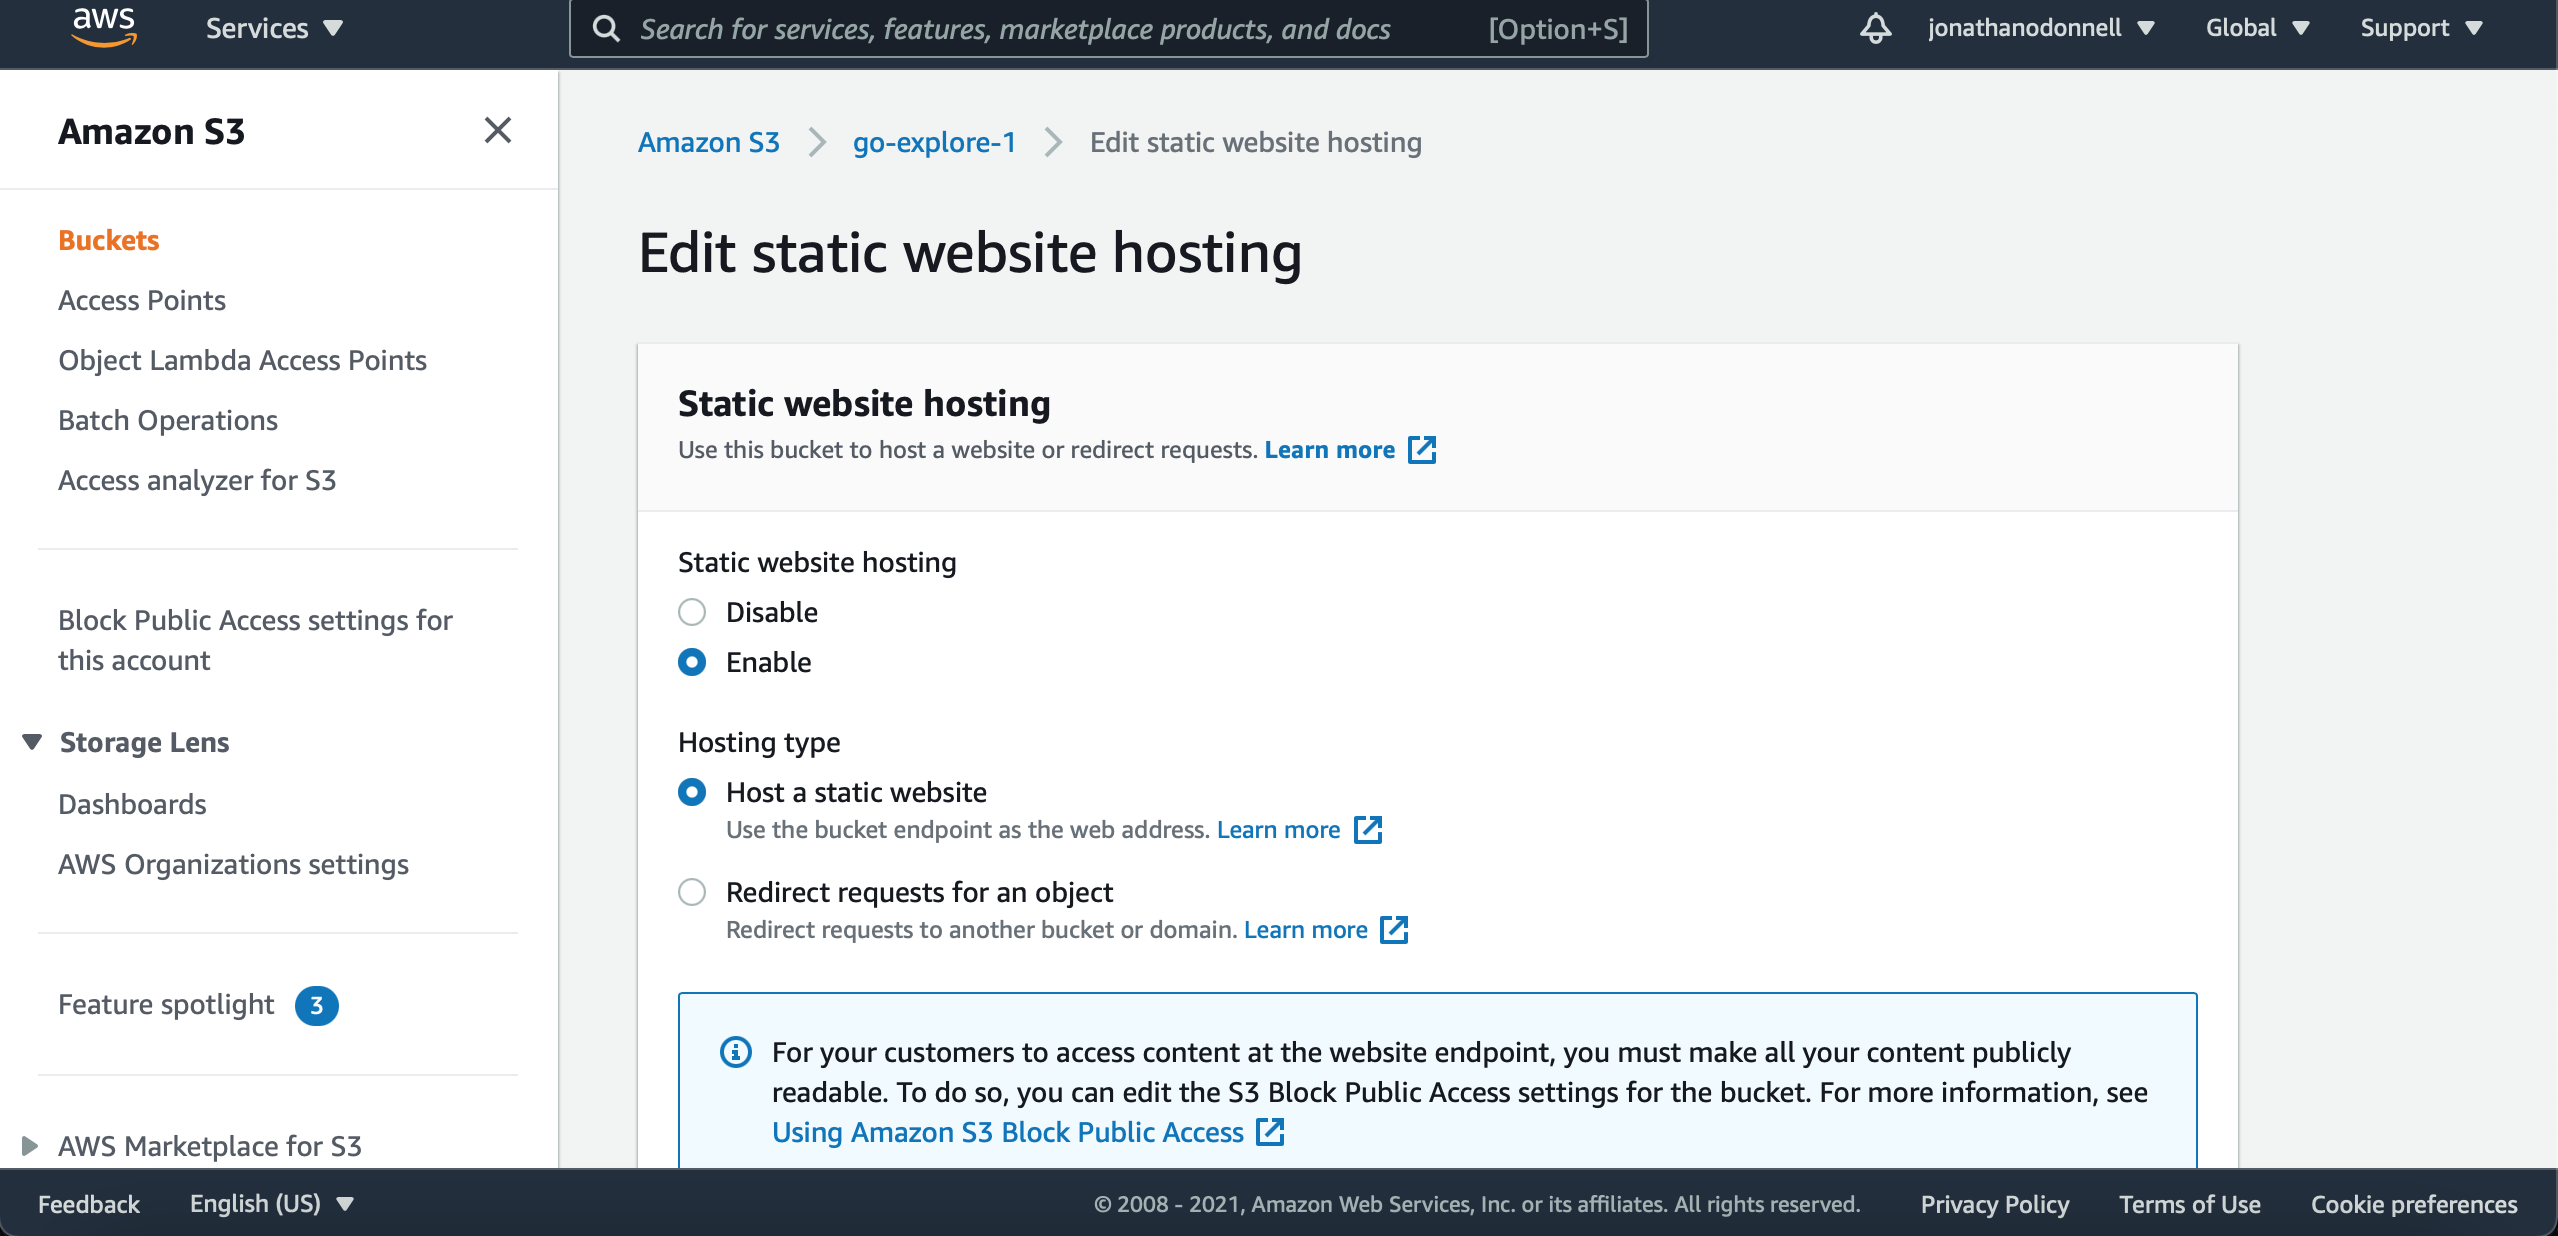 aws
Services
Search for services, features, marketplace products, and docs
[Option+S]
jonathanodonnell
Global
Support
Amazon S3
Buckets
Access Points
Object Lambda Access Points
Batch Operations
Access analyzer for S3
Block Public Access settings for
this account
Storage Lens
Dashboards
AWS Organizations settings
Feature spotlight 3
AWS Marketplace for S3
Amazon S3 > go-explore-1 > Edit static website hosting
Edit static website hosting
Static website hosting
Use this bucket to host a website or redirect requests. Learn more
Static website hosting
Disable
Enable
Hosting type
Host a static website
Use the bucket endpoint as the web address. Learn more
Redirect requests for an object
Redirect requests to another bucket or domain. Learn more
For your customers to access content at the website endpoint, you must make all your content publicly
readable. To do so, you can edit the S3 Block Public Access settings for the bucket. For more information, see
Using Amazon S3 Block Public Access
Feedback
English (US)
© 2008 - 2021, Amazon Web Services, Inc. or its affiliates. All rights reserved.
Privacy Policy
Terms of Use
Cookie preferences